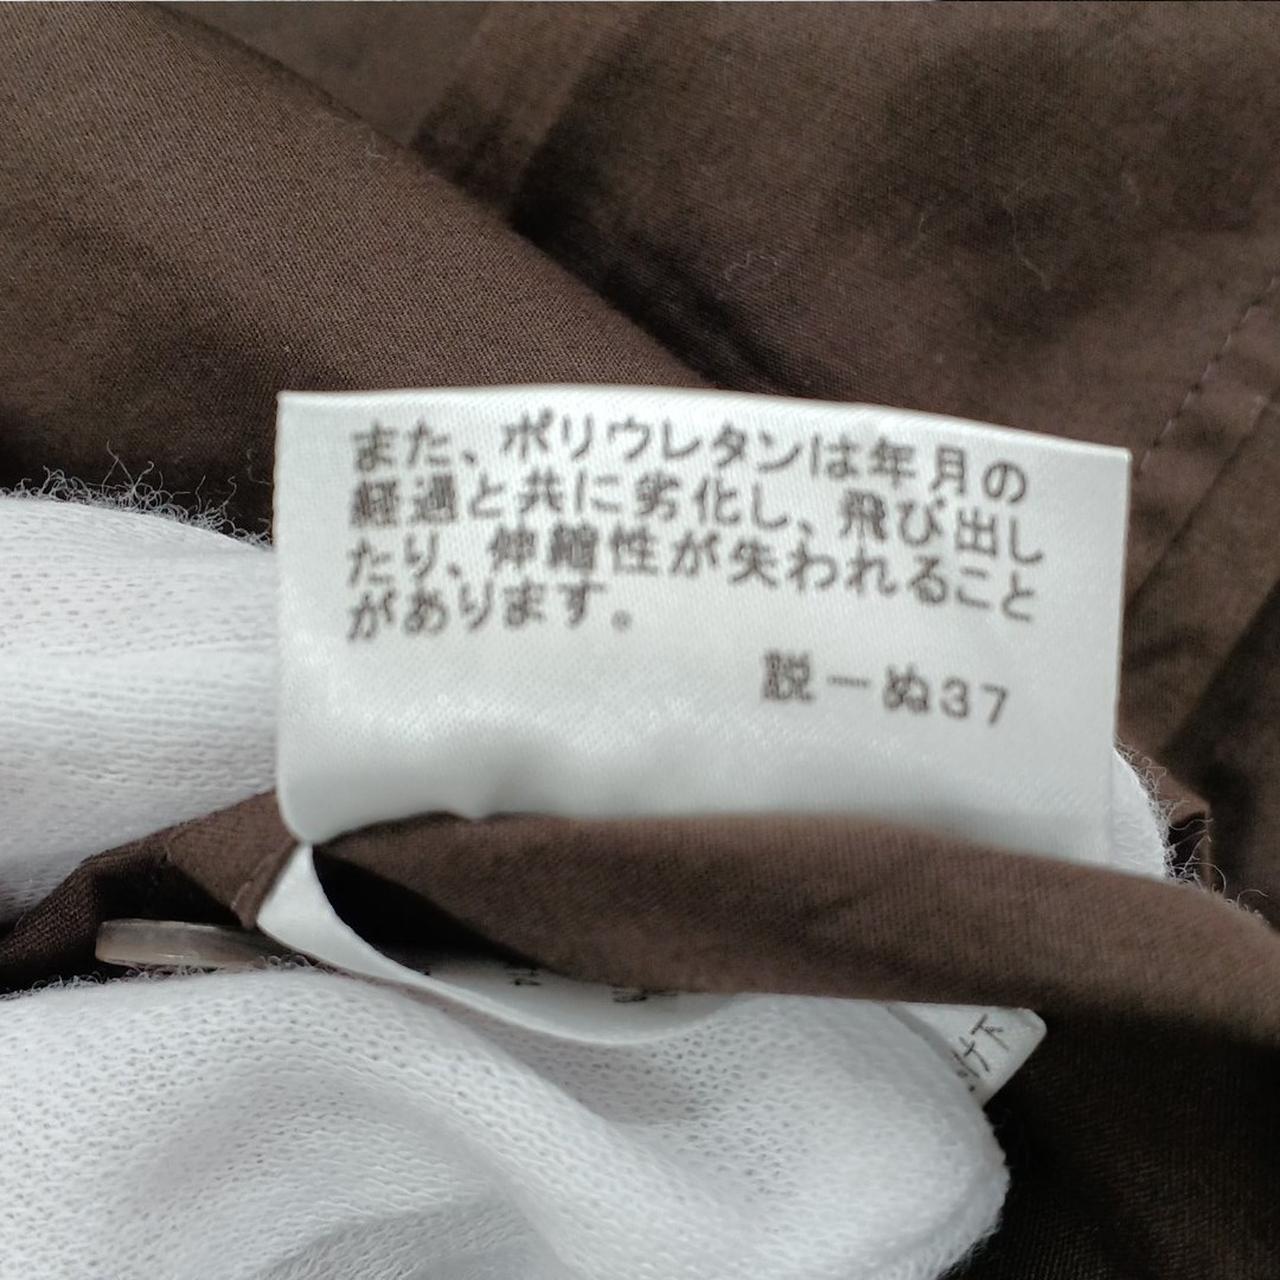 また、ポリウレタンは年月の
経過と共に劣化し、飛び出し
たり、伸縮性が失われること
があります。
説ーぬ37